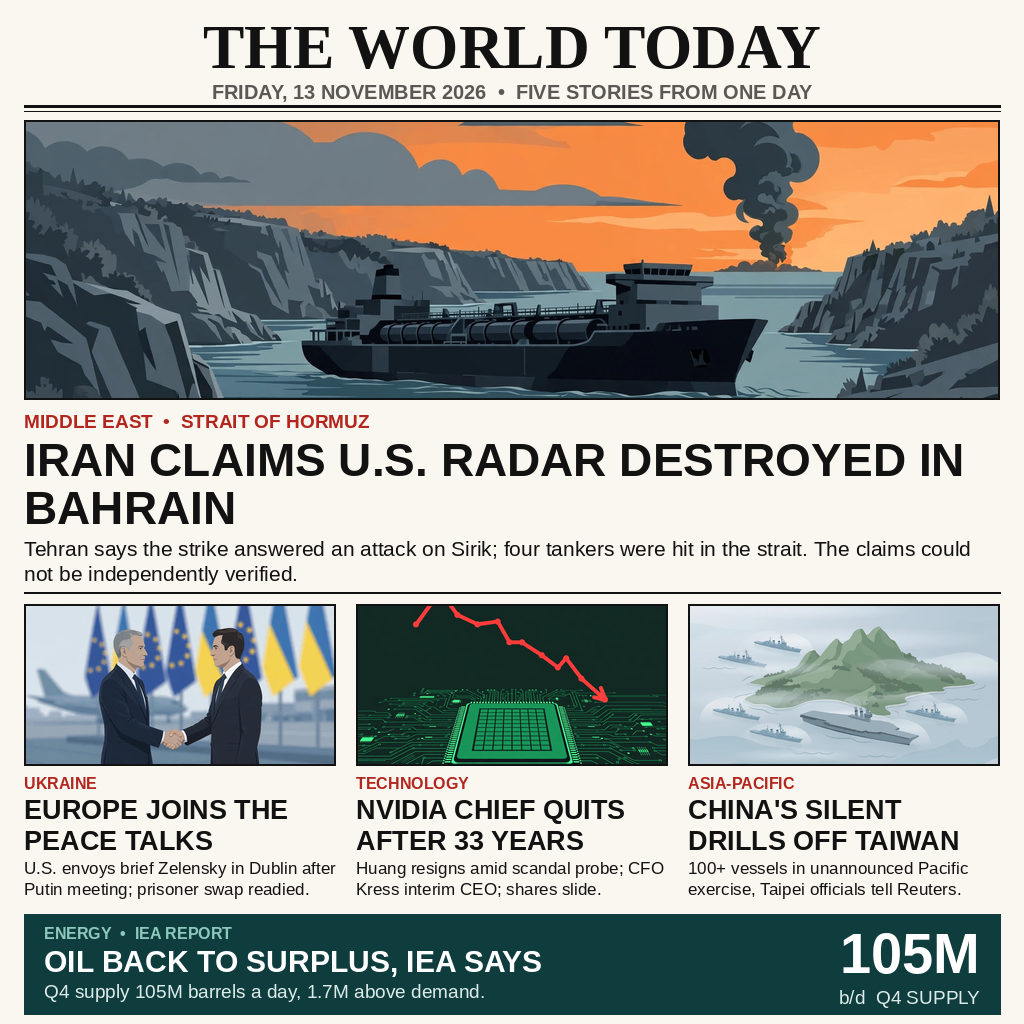 THE WORLD TODAY
FRIDAY, 13 NOVEMBER 2026 • FIVE STORIES FROM ONE DAY
MIDDLE EAST • STRAIT OF HORMUZ
IRAN CLAIMS U.S. RADAR DESTROYED IN
BAHRAIN
Tehran says the strike answered an attack on Sirik; four tankers were hit in the strait. The claims could
not be independently verified.
UKRAINE
EUROPE JOINS THE
PEACE TALKS
U.S. envoys brief Zelensky in Dublin after
Putin meeting; prisoner swap readied.
TECHNOLOGY
NVIDIA CHIEF QUITS
AFTER 33 YEARS
Huang resigns amid scandal probe; CFO
Kress interim CEO; shares slide.
ASIA-PACIFIC
CHINA'S SILENT
DRILLS OFF TAIWAN
100+ vessels in unannounced Pacific
exercise, Taipei officials tell Reuters.
ENERGY • IEA REPORT
OIL BACK TO SURPLUS, IEA SAYS
Q4 supply 105M barrels a day, 1.7M above demand.
105M
b/d Q4 SUPPLY